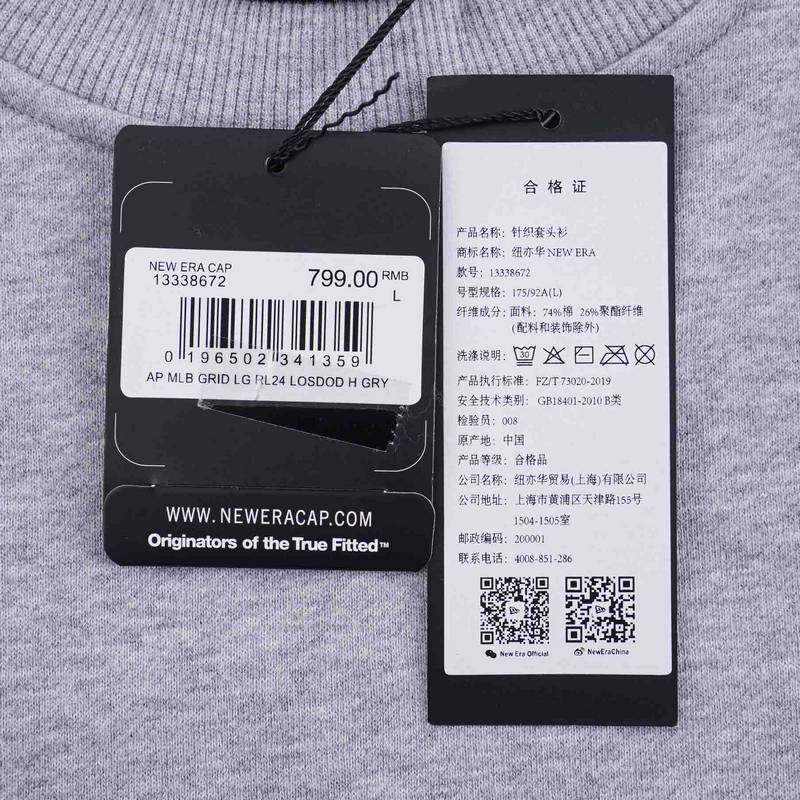 NEW ERA CAP
13338672
799.00 RMB
L
0 196502 341359
AP MLB GRID LG RL24 LOSDOD H GRY
WWW.NEWERACAP.COM
Originators of the True Fitted™
合格证
产品名称: 针织套头衫
商标名称: 纽亦华 NEW ERA
款号: 13338672
号型规格: 175/92A(L)
纤维成分: 面料: 74%棉 26%聚酯纤维
(配料和装饰除外)
洗涤说明: 30
产品执行标准: FZ/T 73020-2019
安全技术类别: GB18401-2010 B类
检验员: 008
原产地: 中国
产品等级: 合格品
公司名称: 纽亦华贸易(上海)有限公司
公司地址: 上海市黄浦区天津路155号
1504-1505室
邮政编码: 200001
联系电话: 4008-851-286
New Era Official
NewEraChina